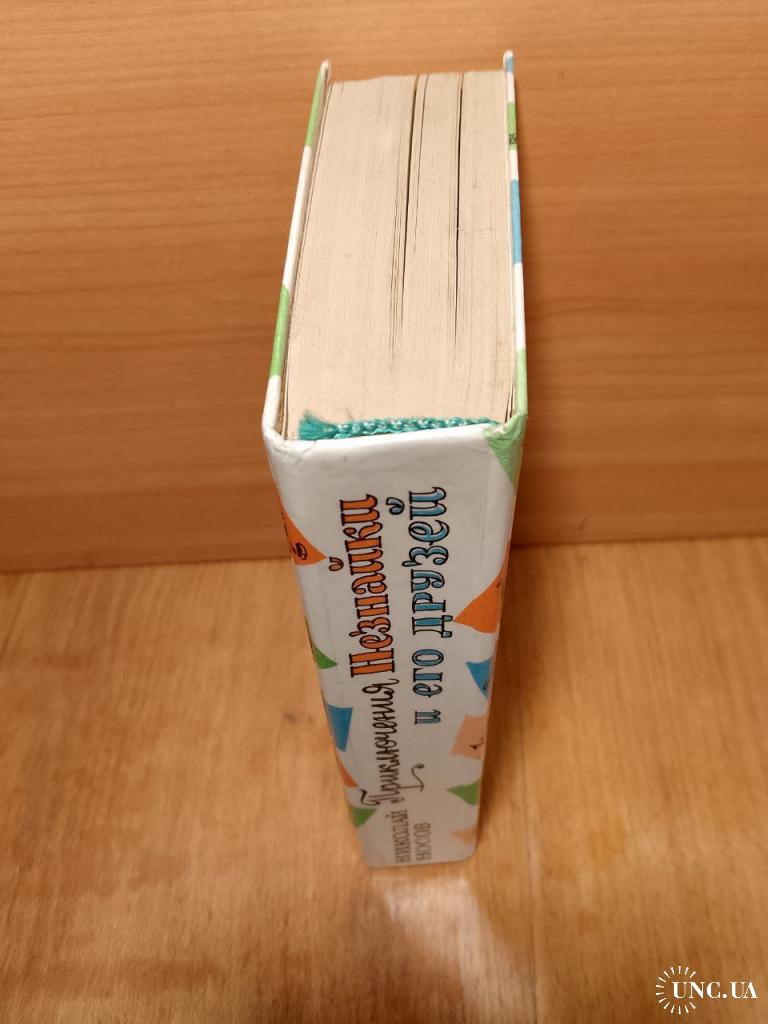 НИКОЛАЙ
НОСОВ
Приключения Незнайки
и его друзей
UNC.UA